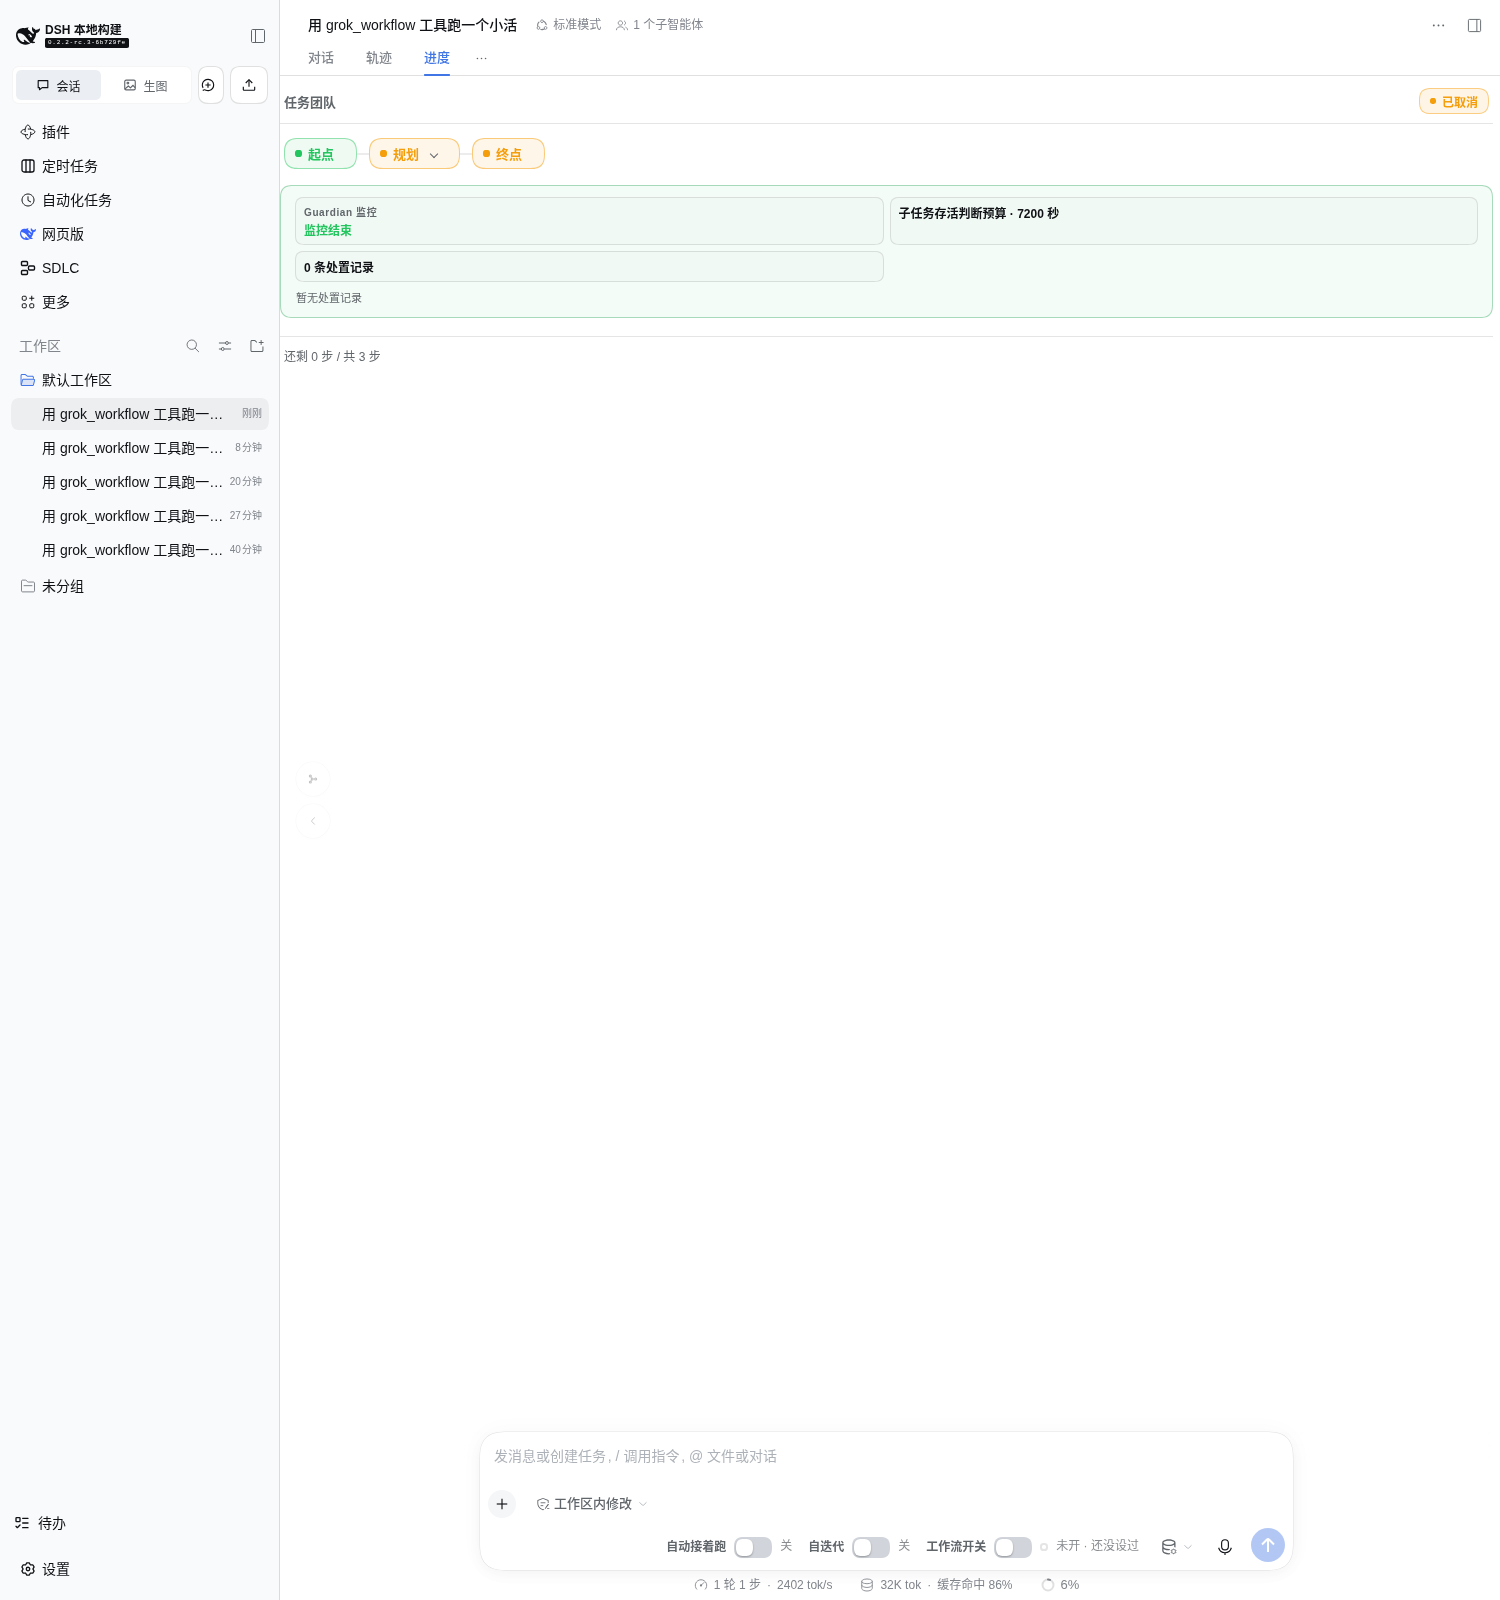 DSH 本地构建
0.2.2-rc.3-6b729fe
会话
生图
插件
定时任务
自动化任务
网页版
SDLC
更多
工作区
默认工作区
用 grok_workflow 工具跑一… 刚刚
用 grok_workflow 工具跑一… 8分钟
用 grok_workflow 工具跑一… 20分钟
用 grok_workflow 工具跑一… 27分钟
用 grok_workflow 工具跑一… 40分钟
未分组
待办
设置
用 grok_workflow 工具跑一个小活 标准模式 1 个子智能体
对话 轨迹 进度 …
任务团队 已取消
起点 规划 终点
Guardian 监控
监控结束
子任务存活判断预算 · 7200 秒
0 条处置记录
暂无处置记录
还剩 0 步 / 共 3 步
发消息或创建任务, / 调用指令, @ 文件或对话
工作区内修改
自动接着跑 关 自迭代 关 工作流开关 未开 · 还没设过
1 轮 1 步 · 2402 tok/s 32K tok · 缓存命中 86% 6%